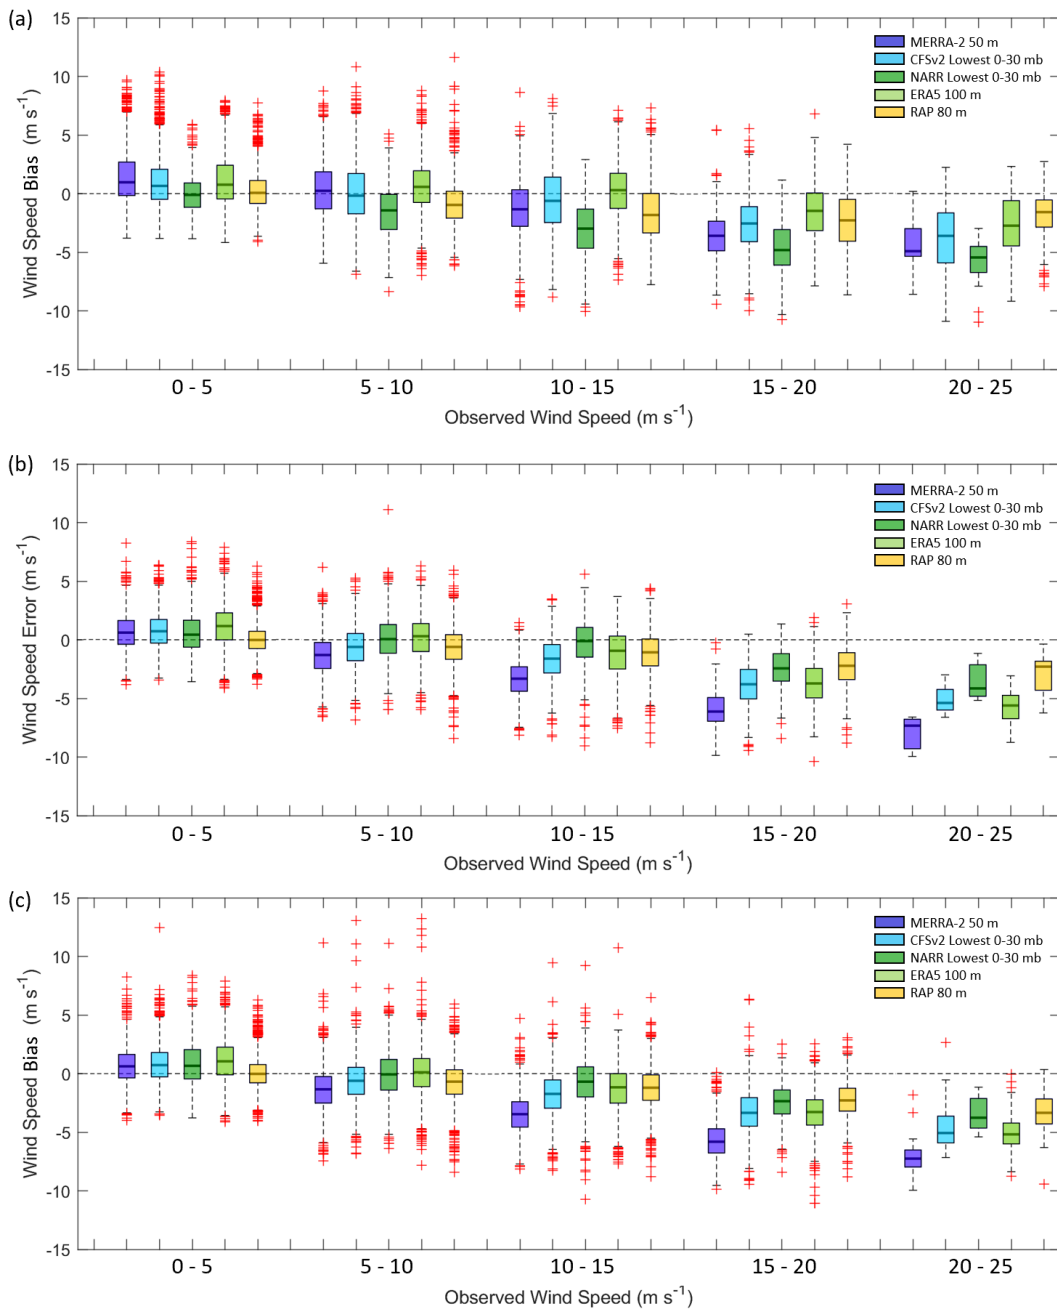 (a)
15
10
5
0
-5
-10
-15
Wind Speed Bias (m s-1)
MERRA-2 50 m
CFSv2 Lowest 0-30 mb
NARR Lowest 0-30 mb
ERA5 100 m
RAP 80 m
0 - 5
5 - 10
10 - 15
15 - 20
20 - 25
Observed Wind Speed (m s-1)
(b)
15
10
5
0
-5
-10
-15
Wind Speed Error (m s-1)
MERRA-2 50 m
CFSv2 Lowest 0-30 mb
NARR Lowest 0-30 mb
ERA5 100 m
RAP 80 m
0 - 5
5 - 10
10 - 15
15 - 20
20 - 25
Observed Wind Speed (m s-1)
(c)
15
10
5
0
-5
-10
-15
Wind Speed Bias (m s-1)
MERRA-2 50 m
CFSv2 Lowest 0-30 mb
NARR Lowest 0-30 mb
ERA5 100 m
RAP 80 m
0 - 5
5 - 10
10 - 15
15 - 20
20 - 25
Observed Wind Speed (m s-1)